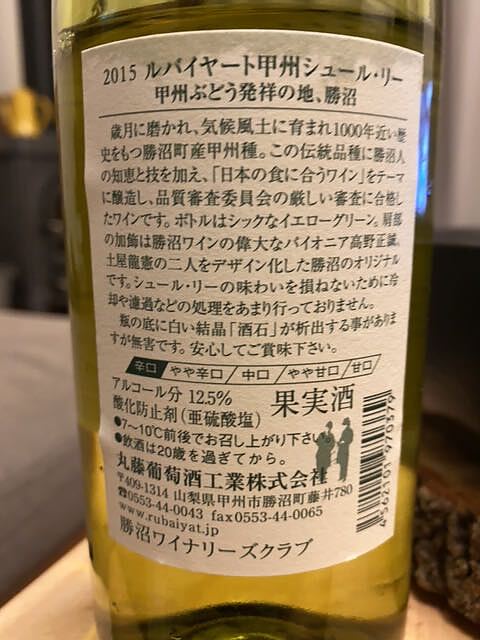 2015 ルバイヤート甲州シュール・リー
甲州ぶどう発祥の地、勝沼
歳月に磨かれ、気候風土に育まれ1000年近い歴
史をもつ勝沼町産甲州種。この伝統品種に勝沼人
の知恵と技を加え、「日本の食に合うワイン」をテーマ
に醸造し、品質審査委員会の厳しい審査に合格し
たワインです。ボトルはシックなイエローグリーン。肩部
の加飾は勝沼ワインの偉大なパイオニア高野正誠、
土屋龍憲の二人をデザイン化した勝沼のオリジナル
です。シュール・リーの味わいを損ねないために冷
却や濾過などの処理をあまり行っておりません。
瓶の底に白い結晶「酒石」が析出する事がありま
すが無害です。安心してご賞味下さい。
辛口 やや辛口 中口 やや甘口 甘口
アルコール分 12.5% 果実酒
酸化防止剤(亜硫酸塩)
●7~10℃前後でお召し上がり下さい。
●飲酒は20歳を過ぎてから。
丸藤葡萄酒工業株式会社
〒409-1314 山梨県甲州市勝沼町藤井780
☎0553-44-0043 fax0553-44-0065
www.rubaiyat.jp
勝沼ワイナリーズクラブ
4562101970379